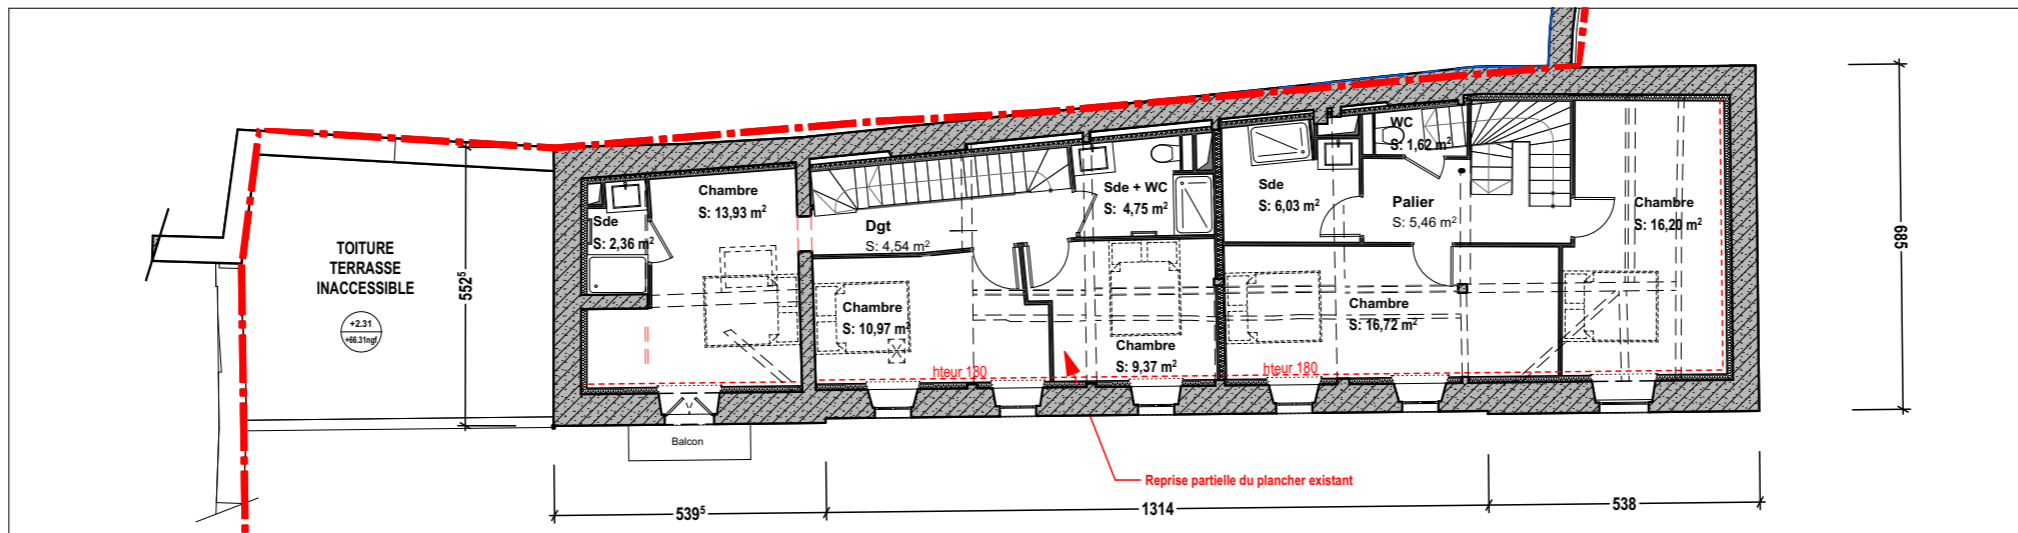 TOITURE
TERRASSE
INACCESSIBLE
+2.31
+66.31ngf
552⁵
Sde
S: 2,36 m²
Chambre
S: 13,93 m²
Dgt
S: 4,54 m²
Chambre
S: 10,97 m²
Sde + WC
S: 4,75 m²
Chambre
S: 9,37 m²
Sde
S: 6,03 m²
WC
S: 1,62 m²
Palier
S: 5,46 m²
Chambre
S: 16,72 m²
Chambre
S: 16,20 m²
hteur 180
hteur 180
685
Balcon
Reprise partielle du plancher existant
539⁵
1314
538